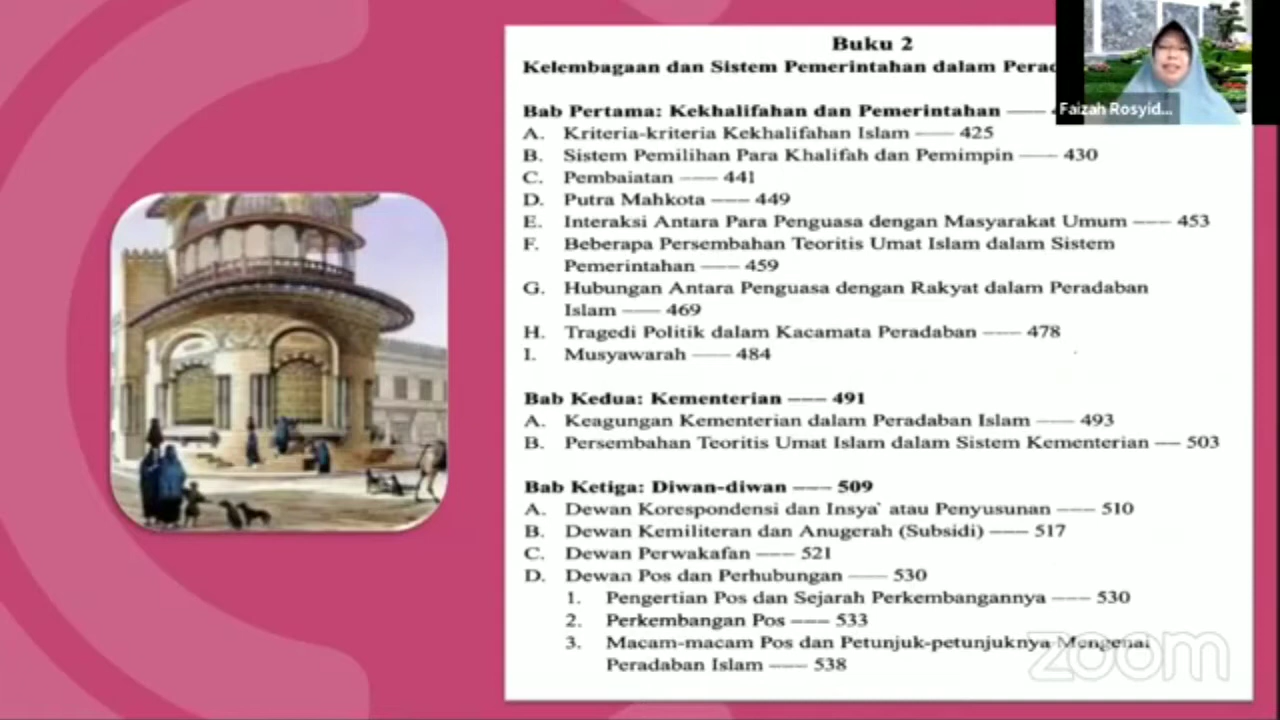 Buku 2
Kelembagaan dan Sistem Pemerintahan dalam
Bab Pertama: Kekhalifahan dan Pemerintahan ——
A. Kriteria-kriteria Kekhalifahan Islam —— 425
B. Sistem Pemilihan Para Khalifah dan Pemimpin —— 430
C. Pembaiatan —— 441
D. Putra Mahkota —— 449
E. Interaksi Antara Para Penguasa dengan Masyarakat Umum —— 453
F. Beberapa Persembahan Teoritis Umat Islam dalam Sistem
Pemerintahan —— 459
G. Hubungan Antara Penguasa dengan Rakyat dalam Peradaban
Islam —— 469
H. Tragedi Politik dalam Kacamata Peradaban —— 478
I. Musyawarah —— 484
Bab Kedua: Kementerian —— 491
A. Keagungan Kementerian dalam Peradaban Islam —— 493
B. Persembahan Teoritis Umat Islam dalam Sistem Kementerian —— 503
Bab Ketiga: Diwan-diwan —— 509
A. Dewan Korespondensi dan Insya' atau Penyusunan —— 510
B. Dewan Kemiliteran dan Anugerah (Subsidi) —— 517
C. Dewan Perwakafan —— 521
D. Dewan Pos dan Perhubungan —— 530
1. Pengertian Pos dan Sejarah Perkembangannya —— 530
2. Perkembangan Pos —— 533
3. Macam-macam Pos dan Petunjuk-petunjuknya Mengenai
Peradaban Islam —— 538
Faizah Rosyid...
zoom